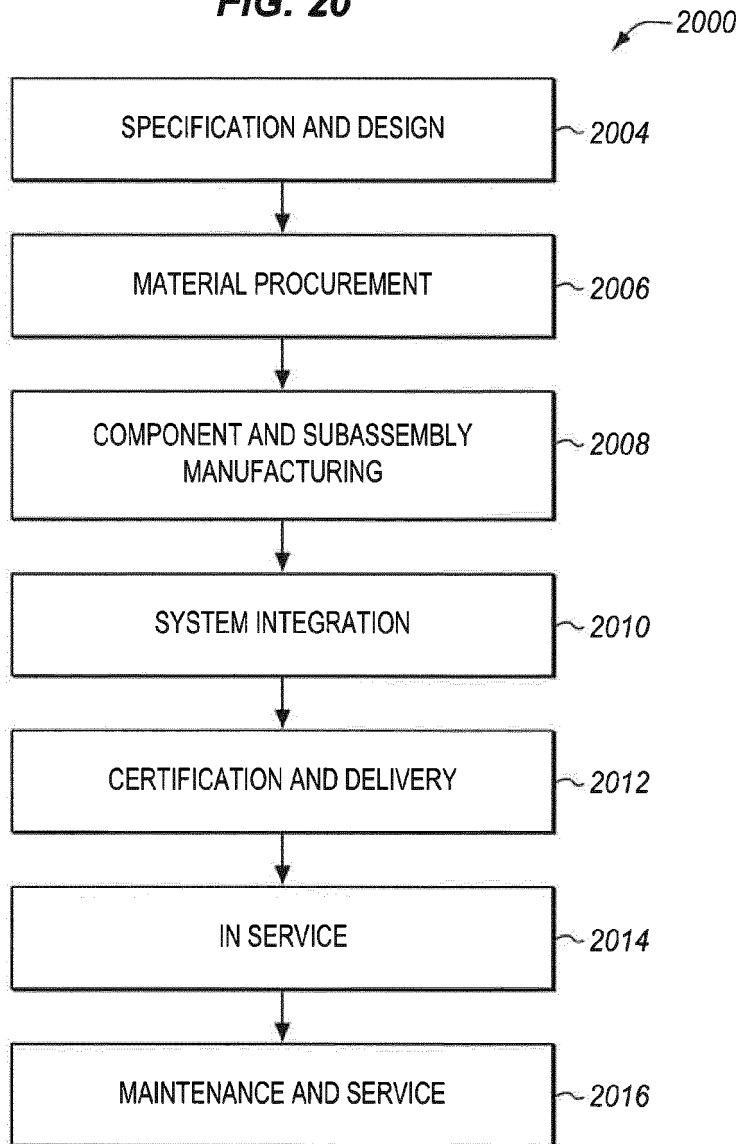 FIG. 20
2000
SPECIFICATION AND DESIGN
2004
MATERIAL PROCUREMENT
2006
COMPONENT AND SUBASSEMBLY
MANUFACTURING
2008
SYSTEM INTEGRATION
2010
CERTIFICATION AND DELIVERY
2012
IN SERVICE
2014
MAINTENANCE AND SERVICE
2016